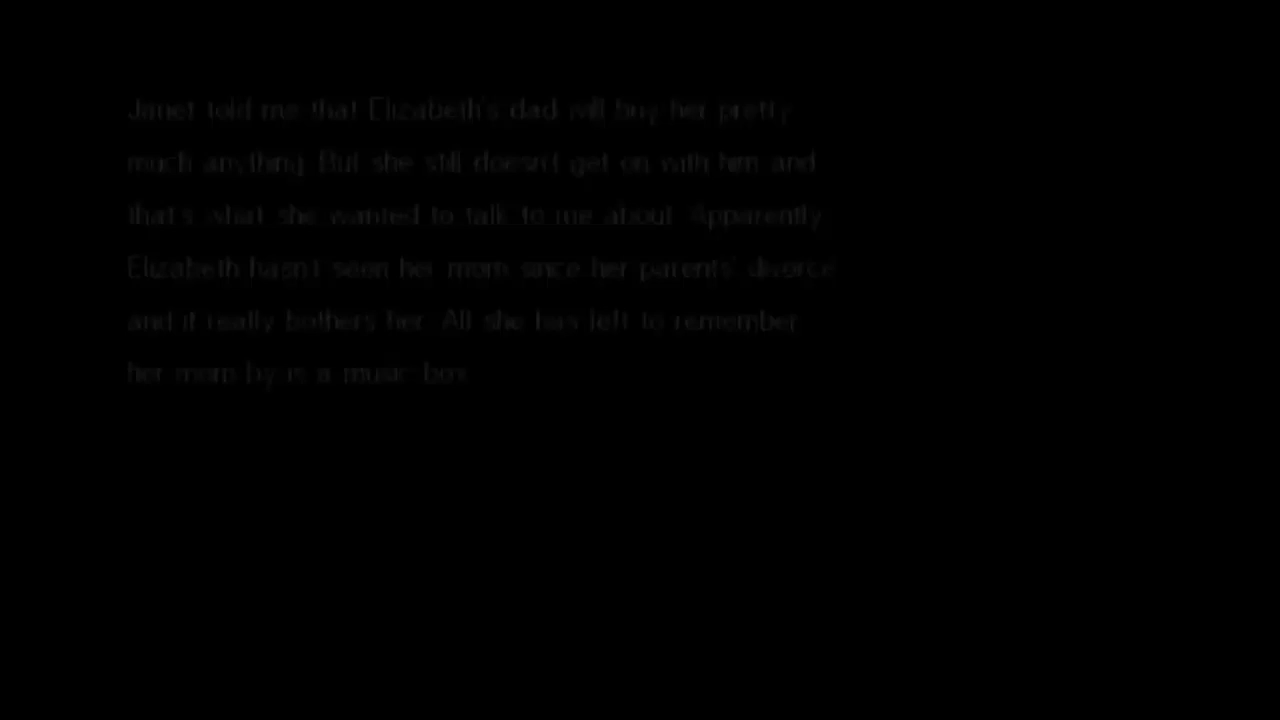 Janet told me that Elizabeth's dad will buy her pretty
much anything. But she still doesn't get on with him and
that's what she wanted to talk to me about. Apparently
Elizabeth hasn't seen her mom since her parents' divorce
and it really bothers her. All she has left to remember
her mom by is a music box.